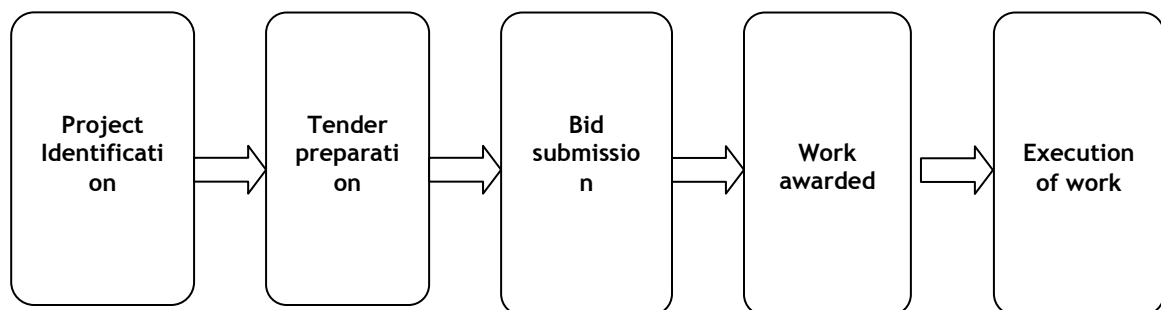 Project
Identificati
on
Tender
preparati
on
Bid
submissio
n
Work
awarded
Execution
of work